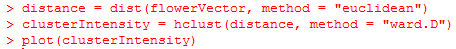 > distance = dist(flowerVector, method = "euclidean")
> clusterIntensity = hclust(distance, method = "ward.D")
> plot(clusterIntensity)